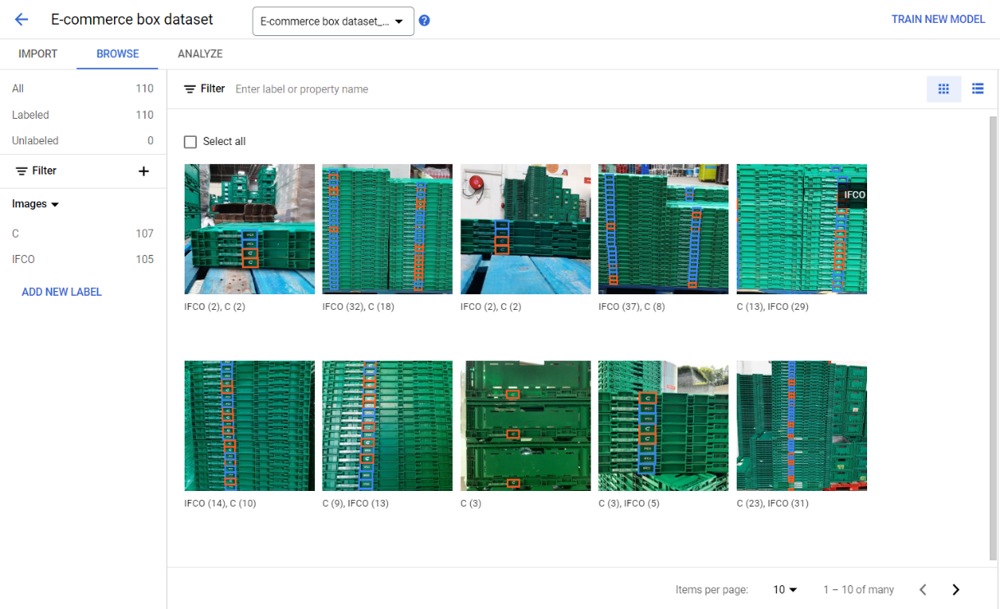 E-commerce box dataset
E-commerce box dataset_...
?
TRAIN NEW MODEL
IMPORT
BROWSE
ANALYZE
All 110
Labeled 110
Unlabeled 0
Filter +
Images
C 107
IFCO 105
ADD NEW LABEL
Filter Enter label or property name
Select all
IFCO
IFCO (2), C (2)
IFCO (32), C (18)
IFCO (2), C (2)
IFCO (37), C (8)
C (13), IFCO (29)
IFCO (14), C (10)
C (9), IFCO (13)
C (3)
C (3), IFCO (5)
C (23), IFCO (31)
Items per page: 10 1 – 10 of many